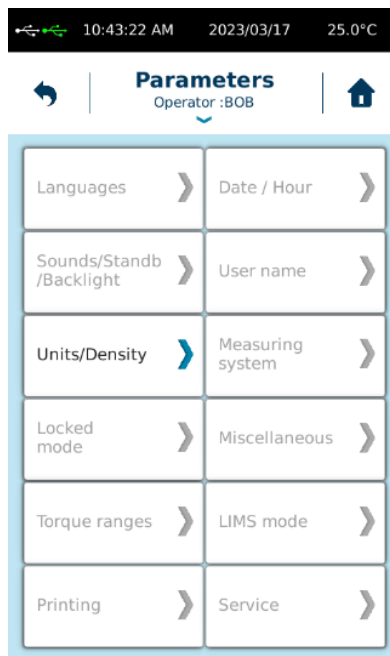 10:43:22 AM 2023/03/17 25.0°C
Parameters
Operator :BOB
Languages
Date / Hour
Sounds/Standb
/Backlight
User name
Units/Density
Measuring
system
Locked
mode
Miscellaneous
Torque ranges
LIMS mode
Printing
Service